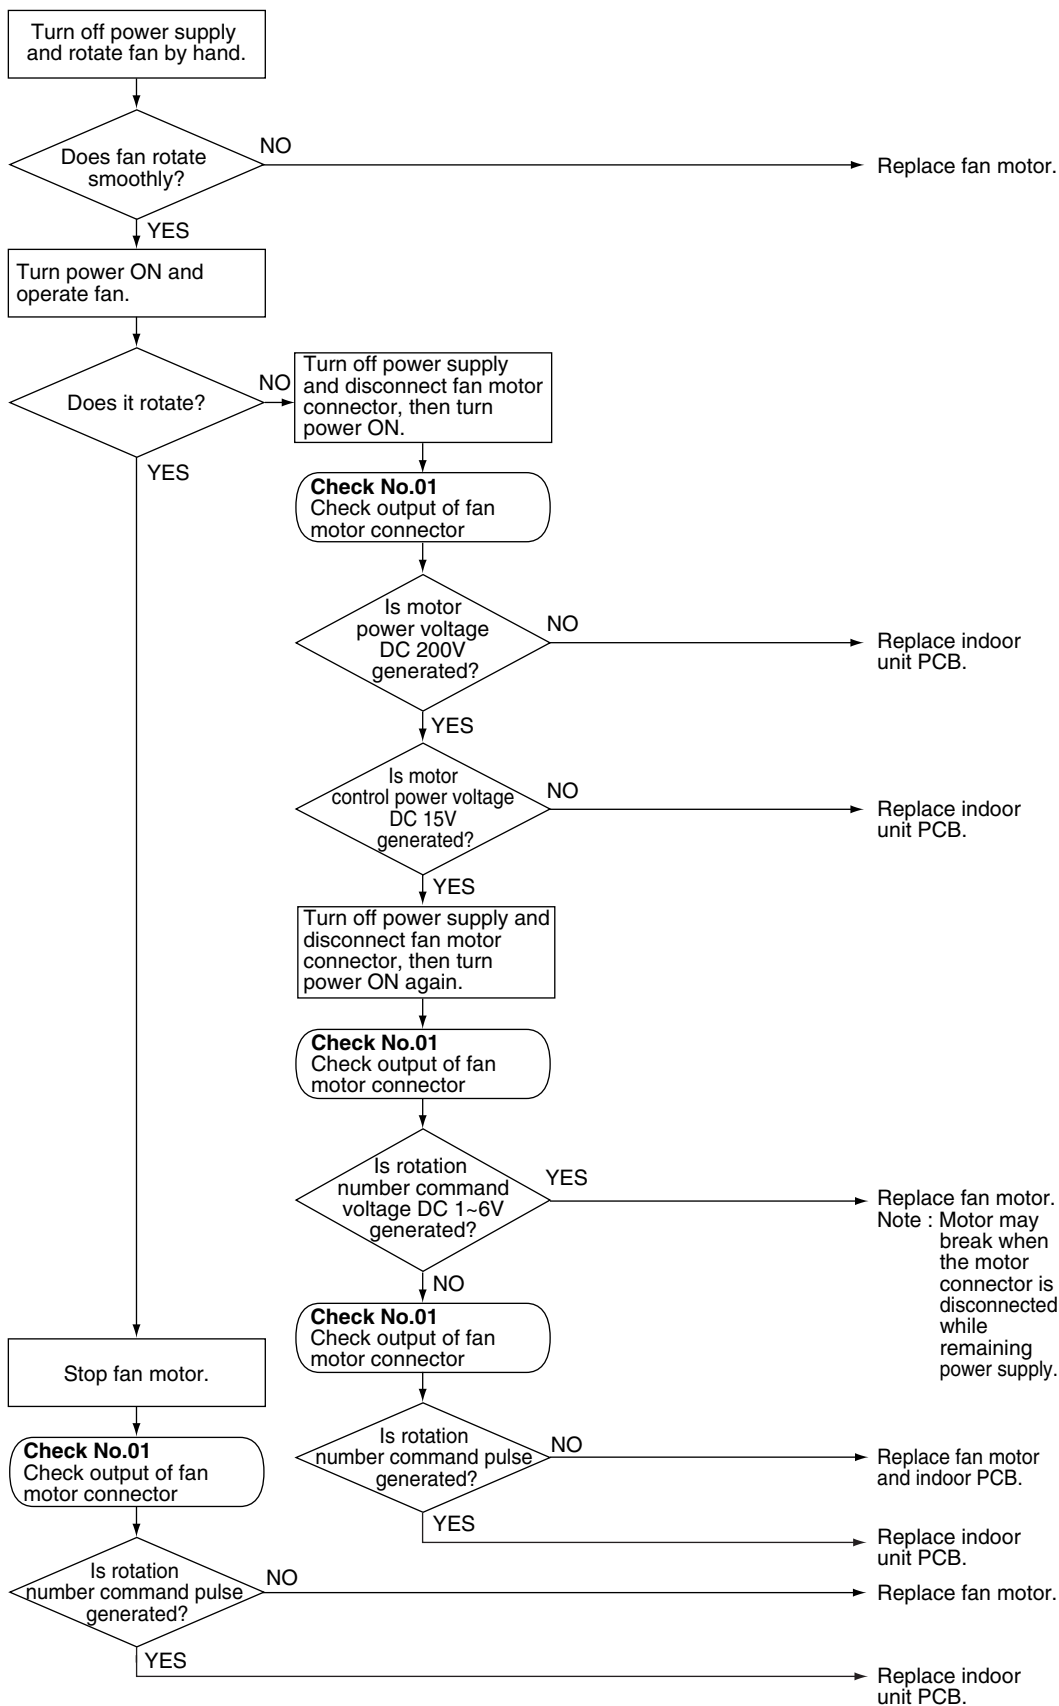 Turn off power supply
and rotate fan by hand.
Does fan rotate
smoothly?
NO
Replace fan motor.
YES
Turn power ON and
operate fan.
Does it rotate?
NO
Turn off power supply
and disconnect fan motor
connector, then turn
power ON.
YES
Check No.01
Check output of fan
motor connector
Is motor
power voltage
DC 200V
generated?
NO
Replace indoor
unit PCB.
YES
Is motor
control power voltage
DC 15V
generated?
NO
Replace indoor
unit PCB.
YES
Turn off power supply and
disconnect fan motor
connector, then turn
power ON again.
Check No.01
Check output of fan
motor connector
Is rotation
number command
voltage DC 1~6V
generated?
YES
Replace fan motor.
Note : Motor may
break when
the motor
connector is
disconnected
while
remaining
power supply.
NO
Check No.01
Check output of fan
motor connector
Stop fan motor.
Is rotation
number command pulse
generated?
NO
Replace fan motor
and indoor PCB.
YES
Replace indoor
unit PCB.
Check No.01
Check output of fan
motor connector
Is rotation
number command pulse
generated?
NO
Replace fan motor.
YES
Replace indoor
unit PCB.